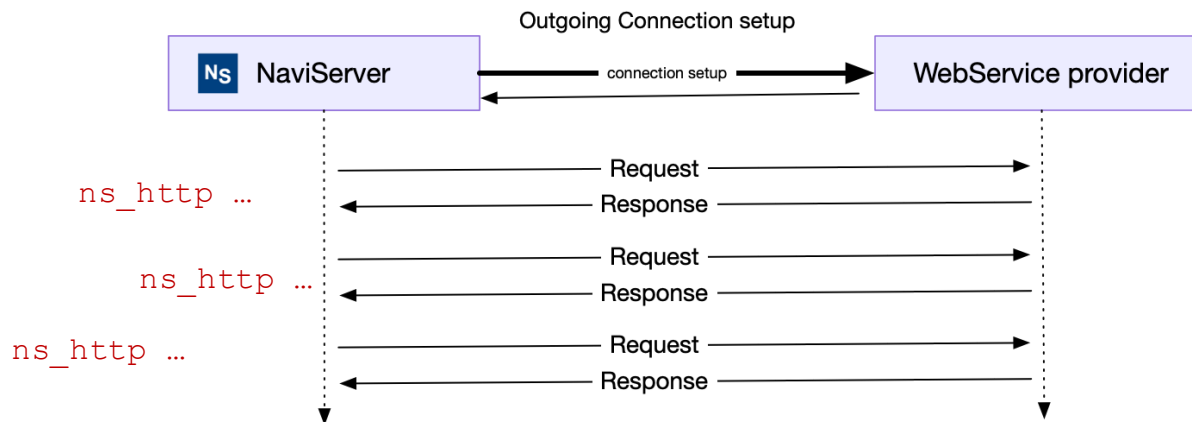 Outgoing Connection setup
NS NaviServer
connection setup
WebService provider
Request
ns_http …
Response
Request
ns_http …
Response
Request
ns_http …
Response